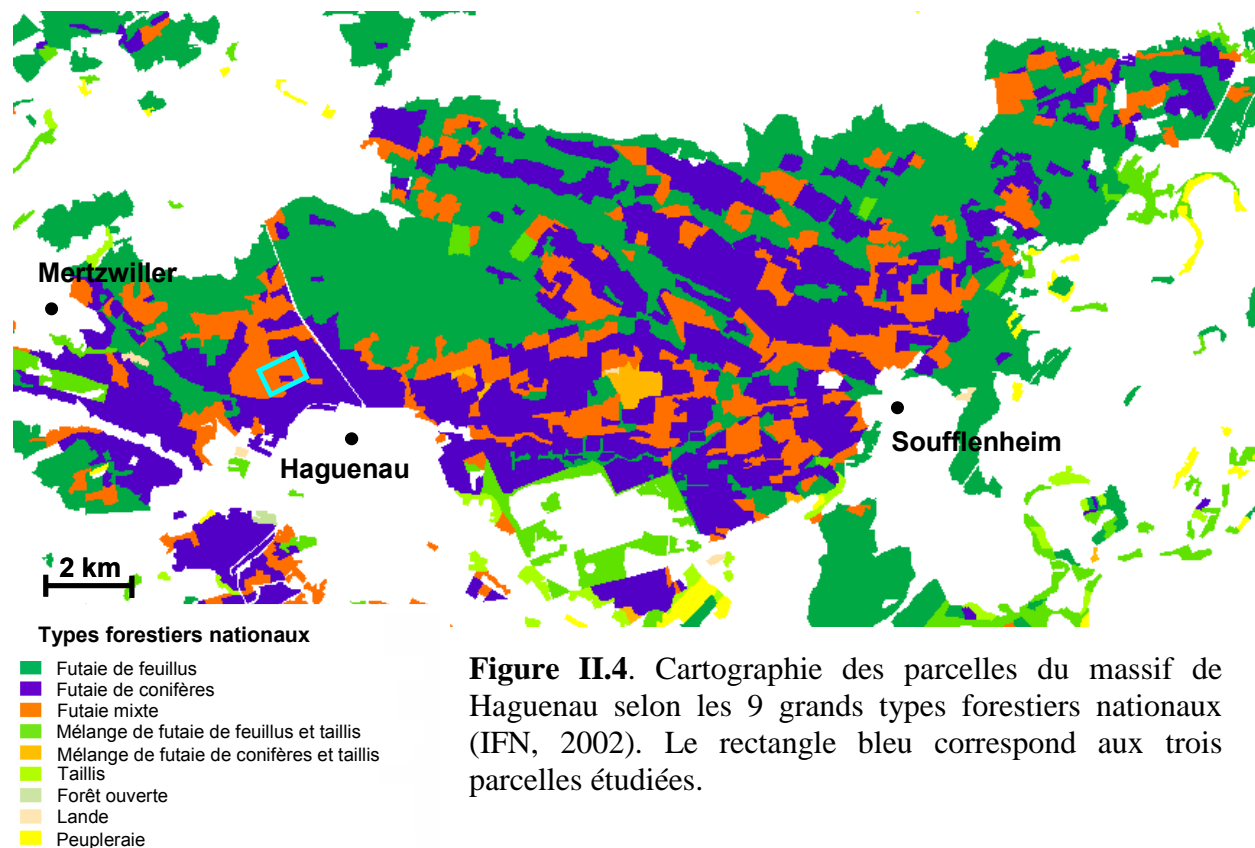 Mertzwiller
Haguenau
Soufflenheim
2 km
Types forestiers nationaux
Futaie de feuillus
Futaie de conifères
Futaie mixte
Mélange de futaie de feuillus et taillis
Mélange de futaie de conifères et taillis
Taillis
Forêt ouverte
Lande
Peupleraie
Figure II.4. Cartographie des parcelles du massif de
Haguenau selon les 9 grands types forestiers nationaux
(IFN, 2002). Le rectangle bleu correspond aux trois
parcelles étudiées.